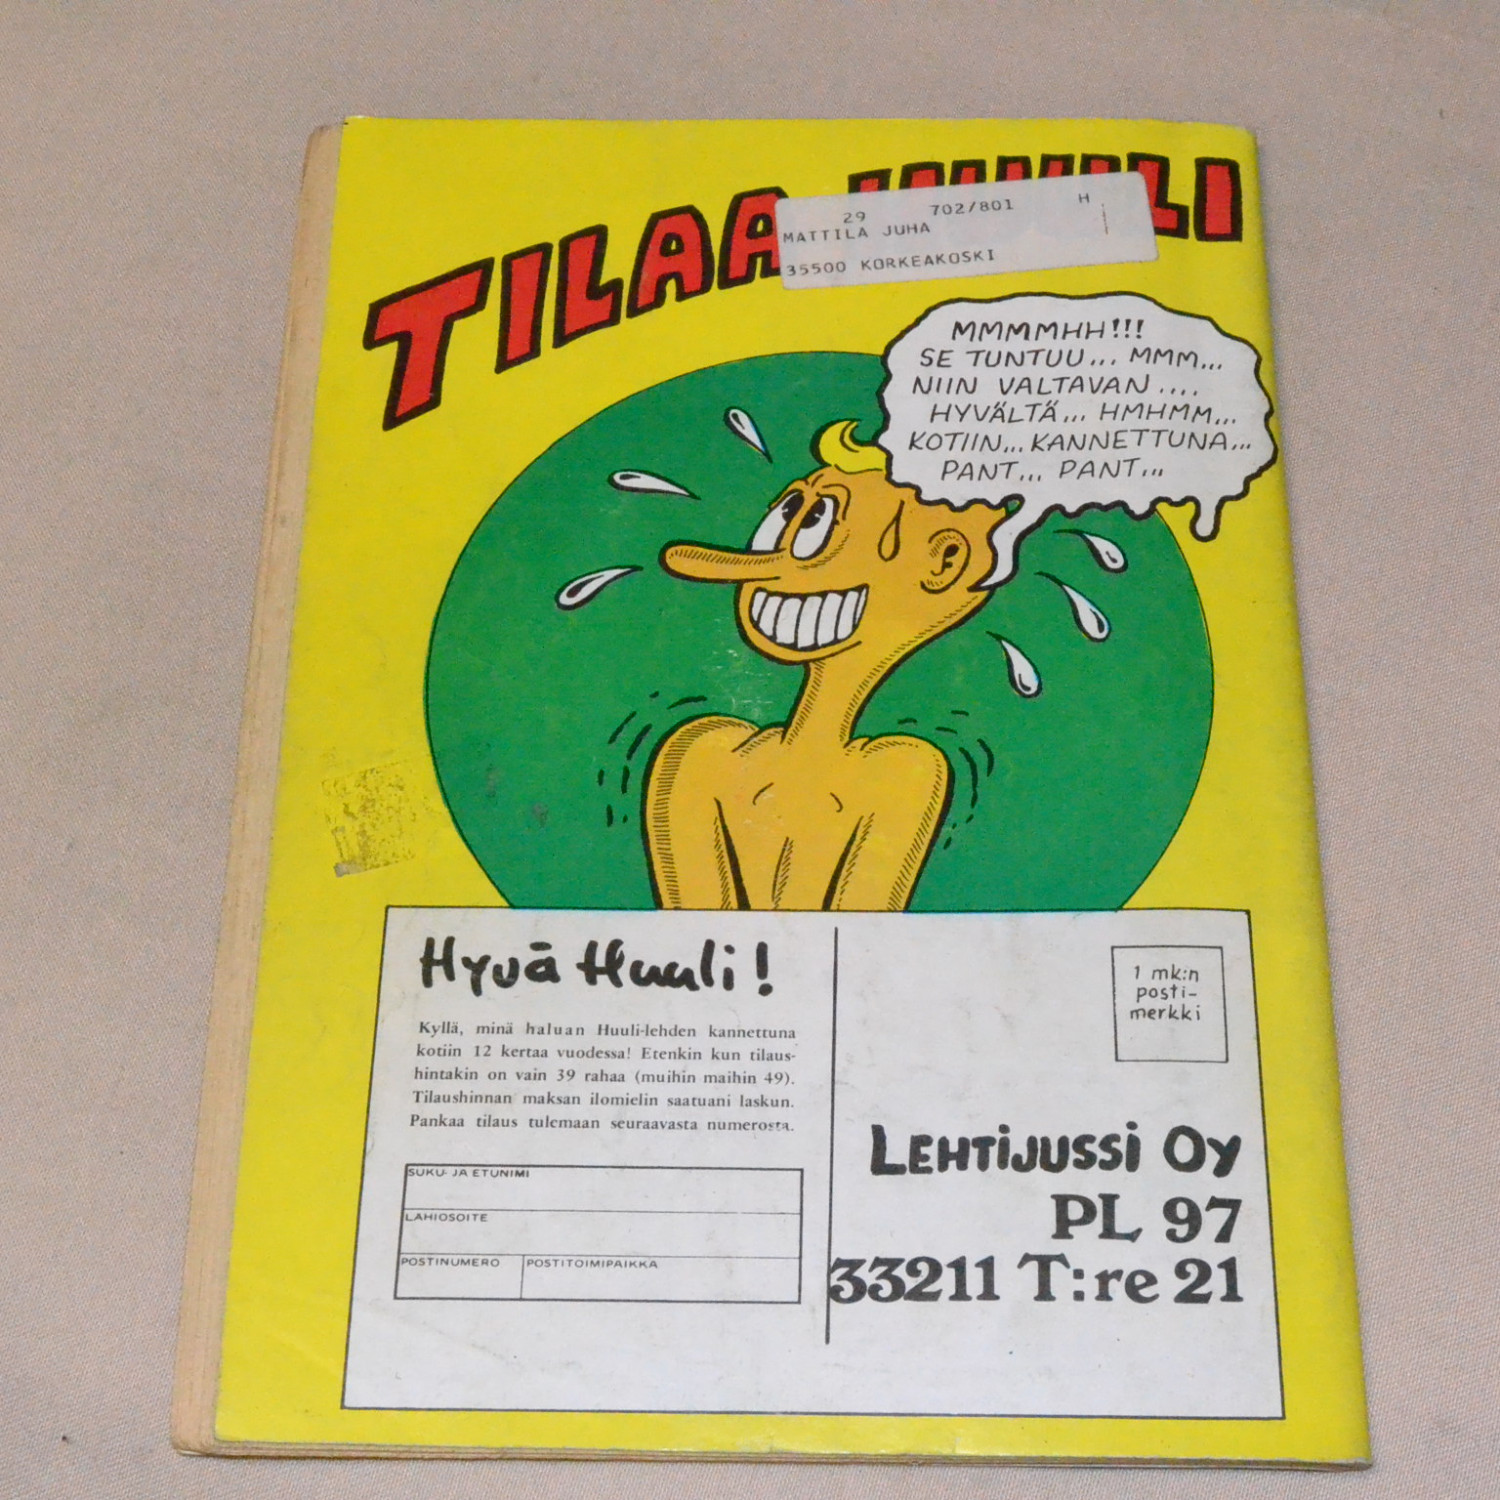 TILAA
29 702/801 H
MATTILA JUHA
35500 KORKEAKOSKI
MMMMHH!!!
SE TUNTUU... MMM...
NIIN VALTAVAN ....
HYVÄLTÄ... HMHMM...
KOTIIN... KANNETTUNA...
PANT... PANT...
Hyvä Huuli!
Kyllä, minä haluan Huuli-lehden kannettuna
kotiin 12 kertaa vuodessa! Etenkin kun tilaus-
hintakin on vain 39 rahaa (muihin maihin 49).
Tilaushinnan maksan ilomielin saatuani laskun.
Pankaa tilaus tulemaan seuraavasta numerosta.
SUKU- JA ETUNIMI
LÄHIOSOITE
POSTINUMERO POSTITOIMIPAIKKA
1 mk:n
posti-
merkki
LEHTIJUSSI OY
PL 97
33211 T:re 21